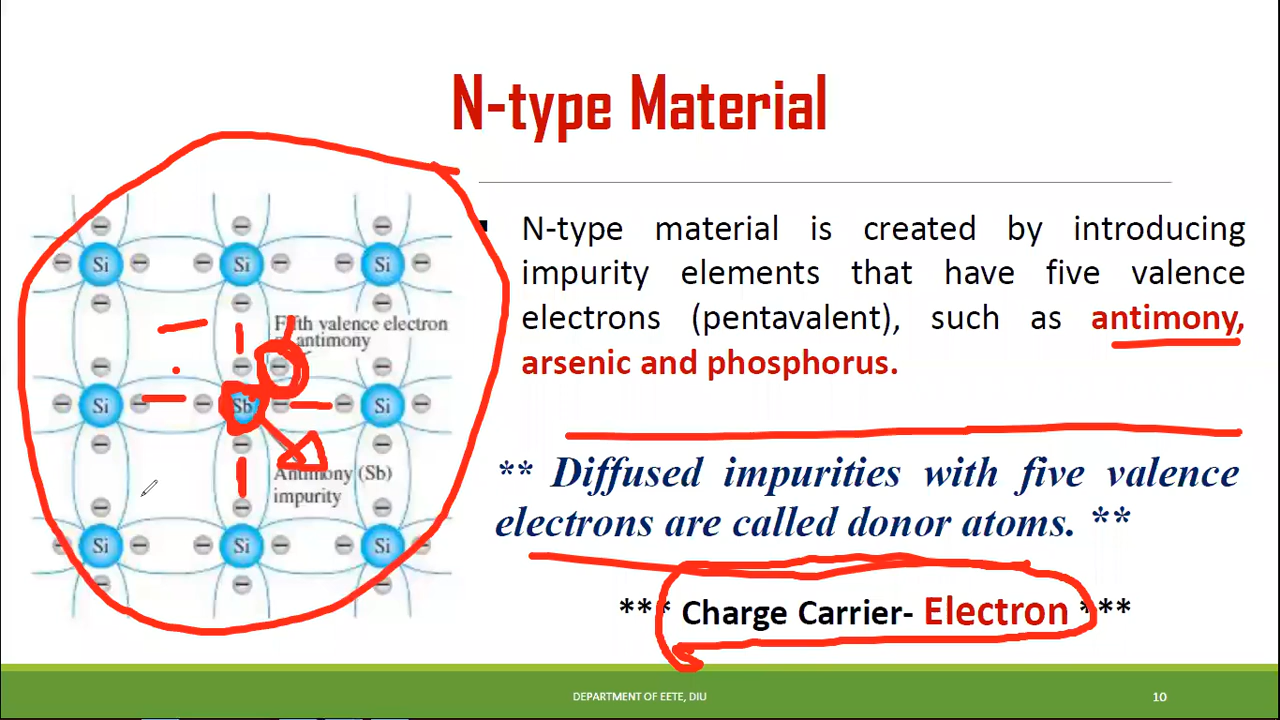 N-type Material
N-type material is created by introducing
impurity elements that have five valence
electrons (pentavalent), such as antimony,
arsenic and phosphorus.
** Diffused impurities with five valence
electrons are called donor atoms. **
*** Charge Carrier- Electron ***
Si Si Si
Fifth valence electron
antimony
Si Sb Si
Antimony (Sb)
impurity
Si Si Si
DEPARTMENT OF EETE, DIU
10